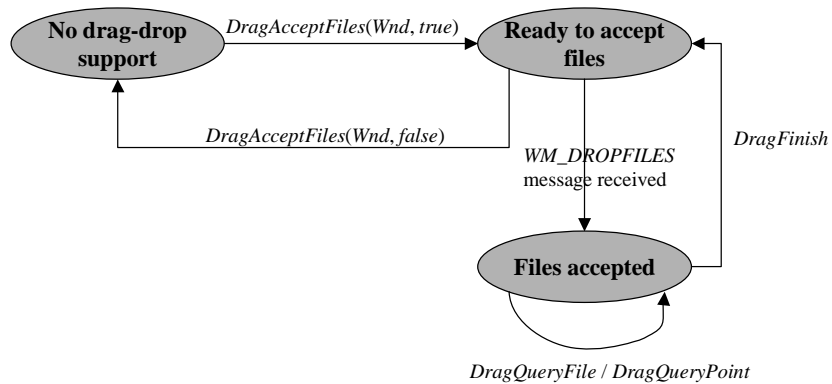 No drag-drop
support
DragAcceptFiles(Wnd, true)
Ready to accept
files
DragAcceptFiles(Wnd, false)
DragFinish
WM_DROPFILES
message received
Files accepted
DragQueryFile / DragQueryPoint